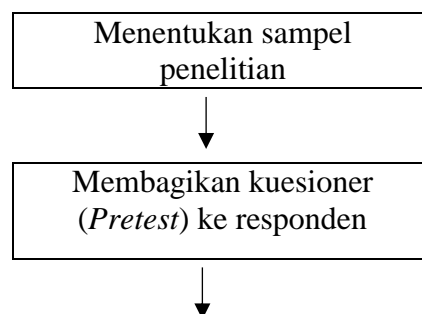 Menentukan sampel
penelitian
Membagikan kuesioner
(Pretest) ke responden